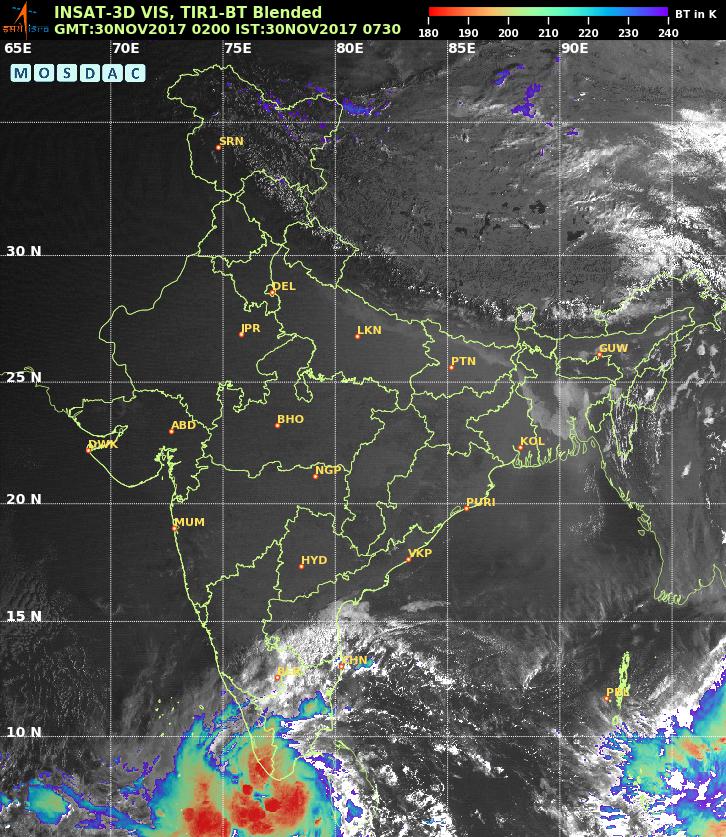 INSAT-3D VIS, TIR1-BT Blended
GMT:30NOV2017 0200 IST:30NOV2017 0730
BT in K
180 190 200 210 220 230 240
65E 70E 75E 80E 85E 90E
MOSDAC
SRN
30 N
DEL
JPR
LKN
GUW
PTN
25 N
BHO
ABD
DWK
KOL
NGP
20 N
PURI
MUM
VKP
HYD
15 N
CHN
10 N